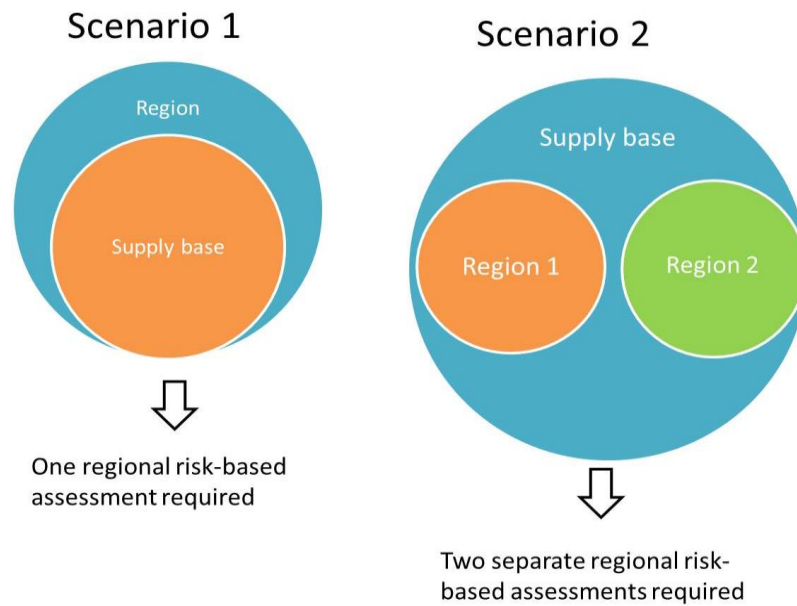 Scenario 1
Region
Supply base
One regional risk-based
assessment required
Scenario 2
Supply base
Region 1
Region 2
Two separate regional risk-
based assessments required